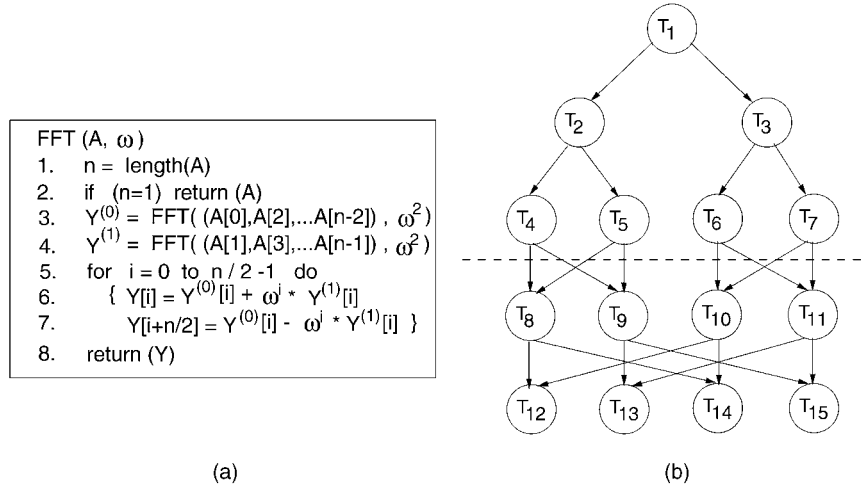 FFT (A, ω)
1. n = length(A)
2. if (n=1) return (A)
3. Y⁽⁰⁾ = FFT( (A[0],A[2],...A[n-2]) , ω²)
4. Y⁽¹⁾ = FFT( (A[1],A[3],...A[n-1]) , ω²)
5. for i = 0 to n / 2 -1 do
6. { Y[i] = Y⁽⁰⁾[i] + ωⁱ * Y⁽¹⁾[i]
7. Y[i+n/2] = Y⁽⁰⁾[i] - ωⁱ * Y⁽¹⁾[i] }
8. return (Y)
(a)
T₁
T₂ T₃
T₄ T₅ T₆ T₇
T₈ T₉ T₁₀ T₁₁
T₁₂ T₁₃ T₁₄ T₁₅
(b)